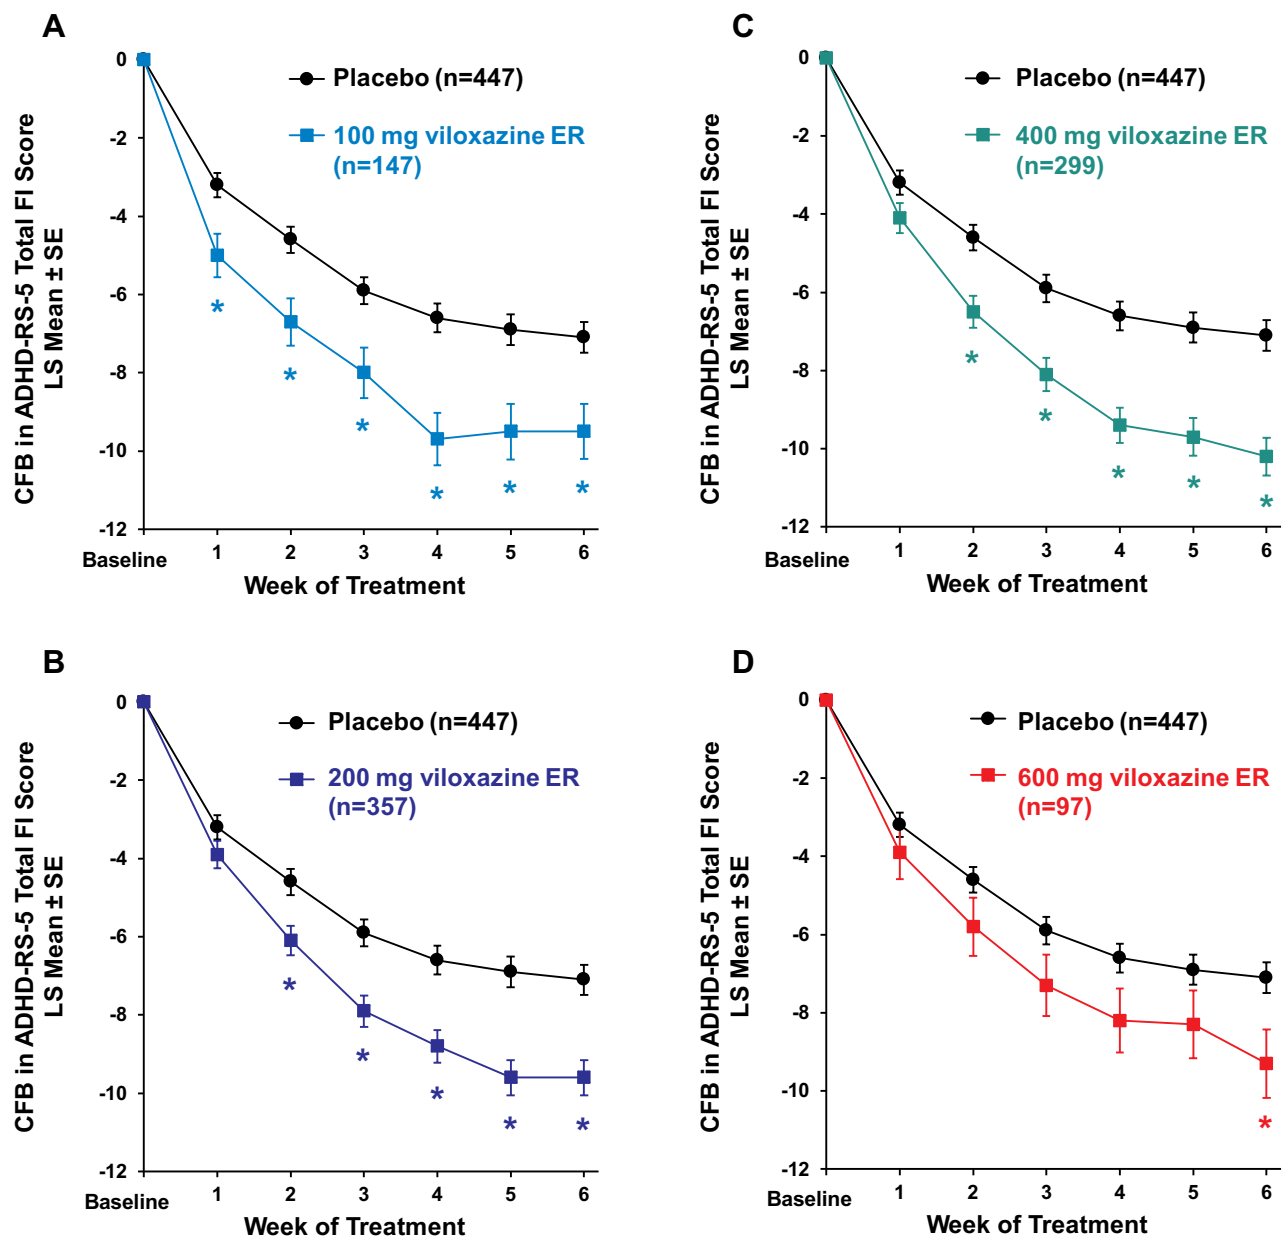 A
CFB in ADHD-RS-5 Total FI Score
LS Mean ± SE
0
-2
-4
-6
-8
-10
-12
Placebo (n=447)
100 mg viloxazine ER
(n=147)
*
*
*
*
*
*
Baseline
1
2
3
4
5
6
Week of Treatment
C
CFB in ADHD-RS-5 Total FI Score
LS Mean ± SE
0
-2
-4
-6
-8
-10
-12
Placebo (n=447)
400 mg viloxazine ER
(n=299)
*
*
*
*
*
Baseline
1
2
3
4
5
6
Week of Treatment
B
CFB in ADHD-RS-5 Total FI Score
LS Mean ± SE
0
-2
-4
-6
-8
-10
-12
Placebo (n=447)
200 mg viloxazine ER
(n=357)
*
*
*
*
*
Baseline
1
2
3
4
5
6
Week of Treatment
D
CFB in ADHD-RS-5 Total FI Score
LS Mean ± SE
0
-2
-4
-6
-8
-10
-12
Placebo (n=447)
600 mg viloxazine ER
(n=97)
*
Baseline
1
2
3
4
5
6
Week of Treatment